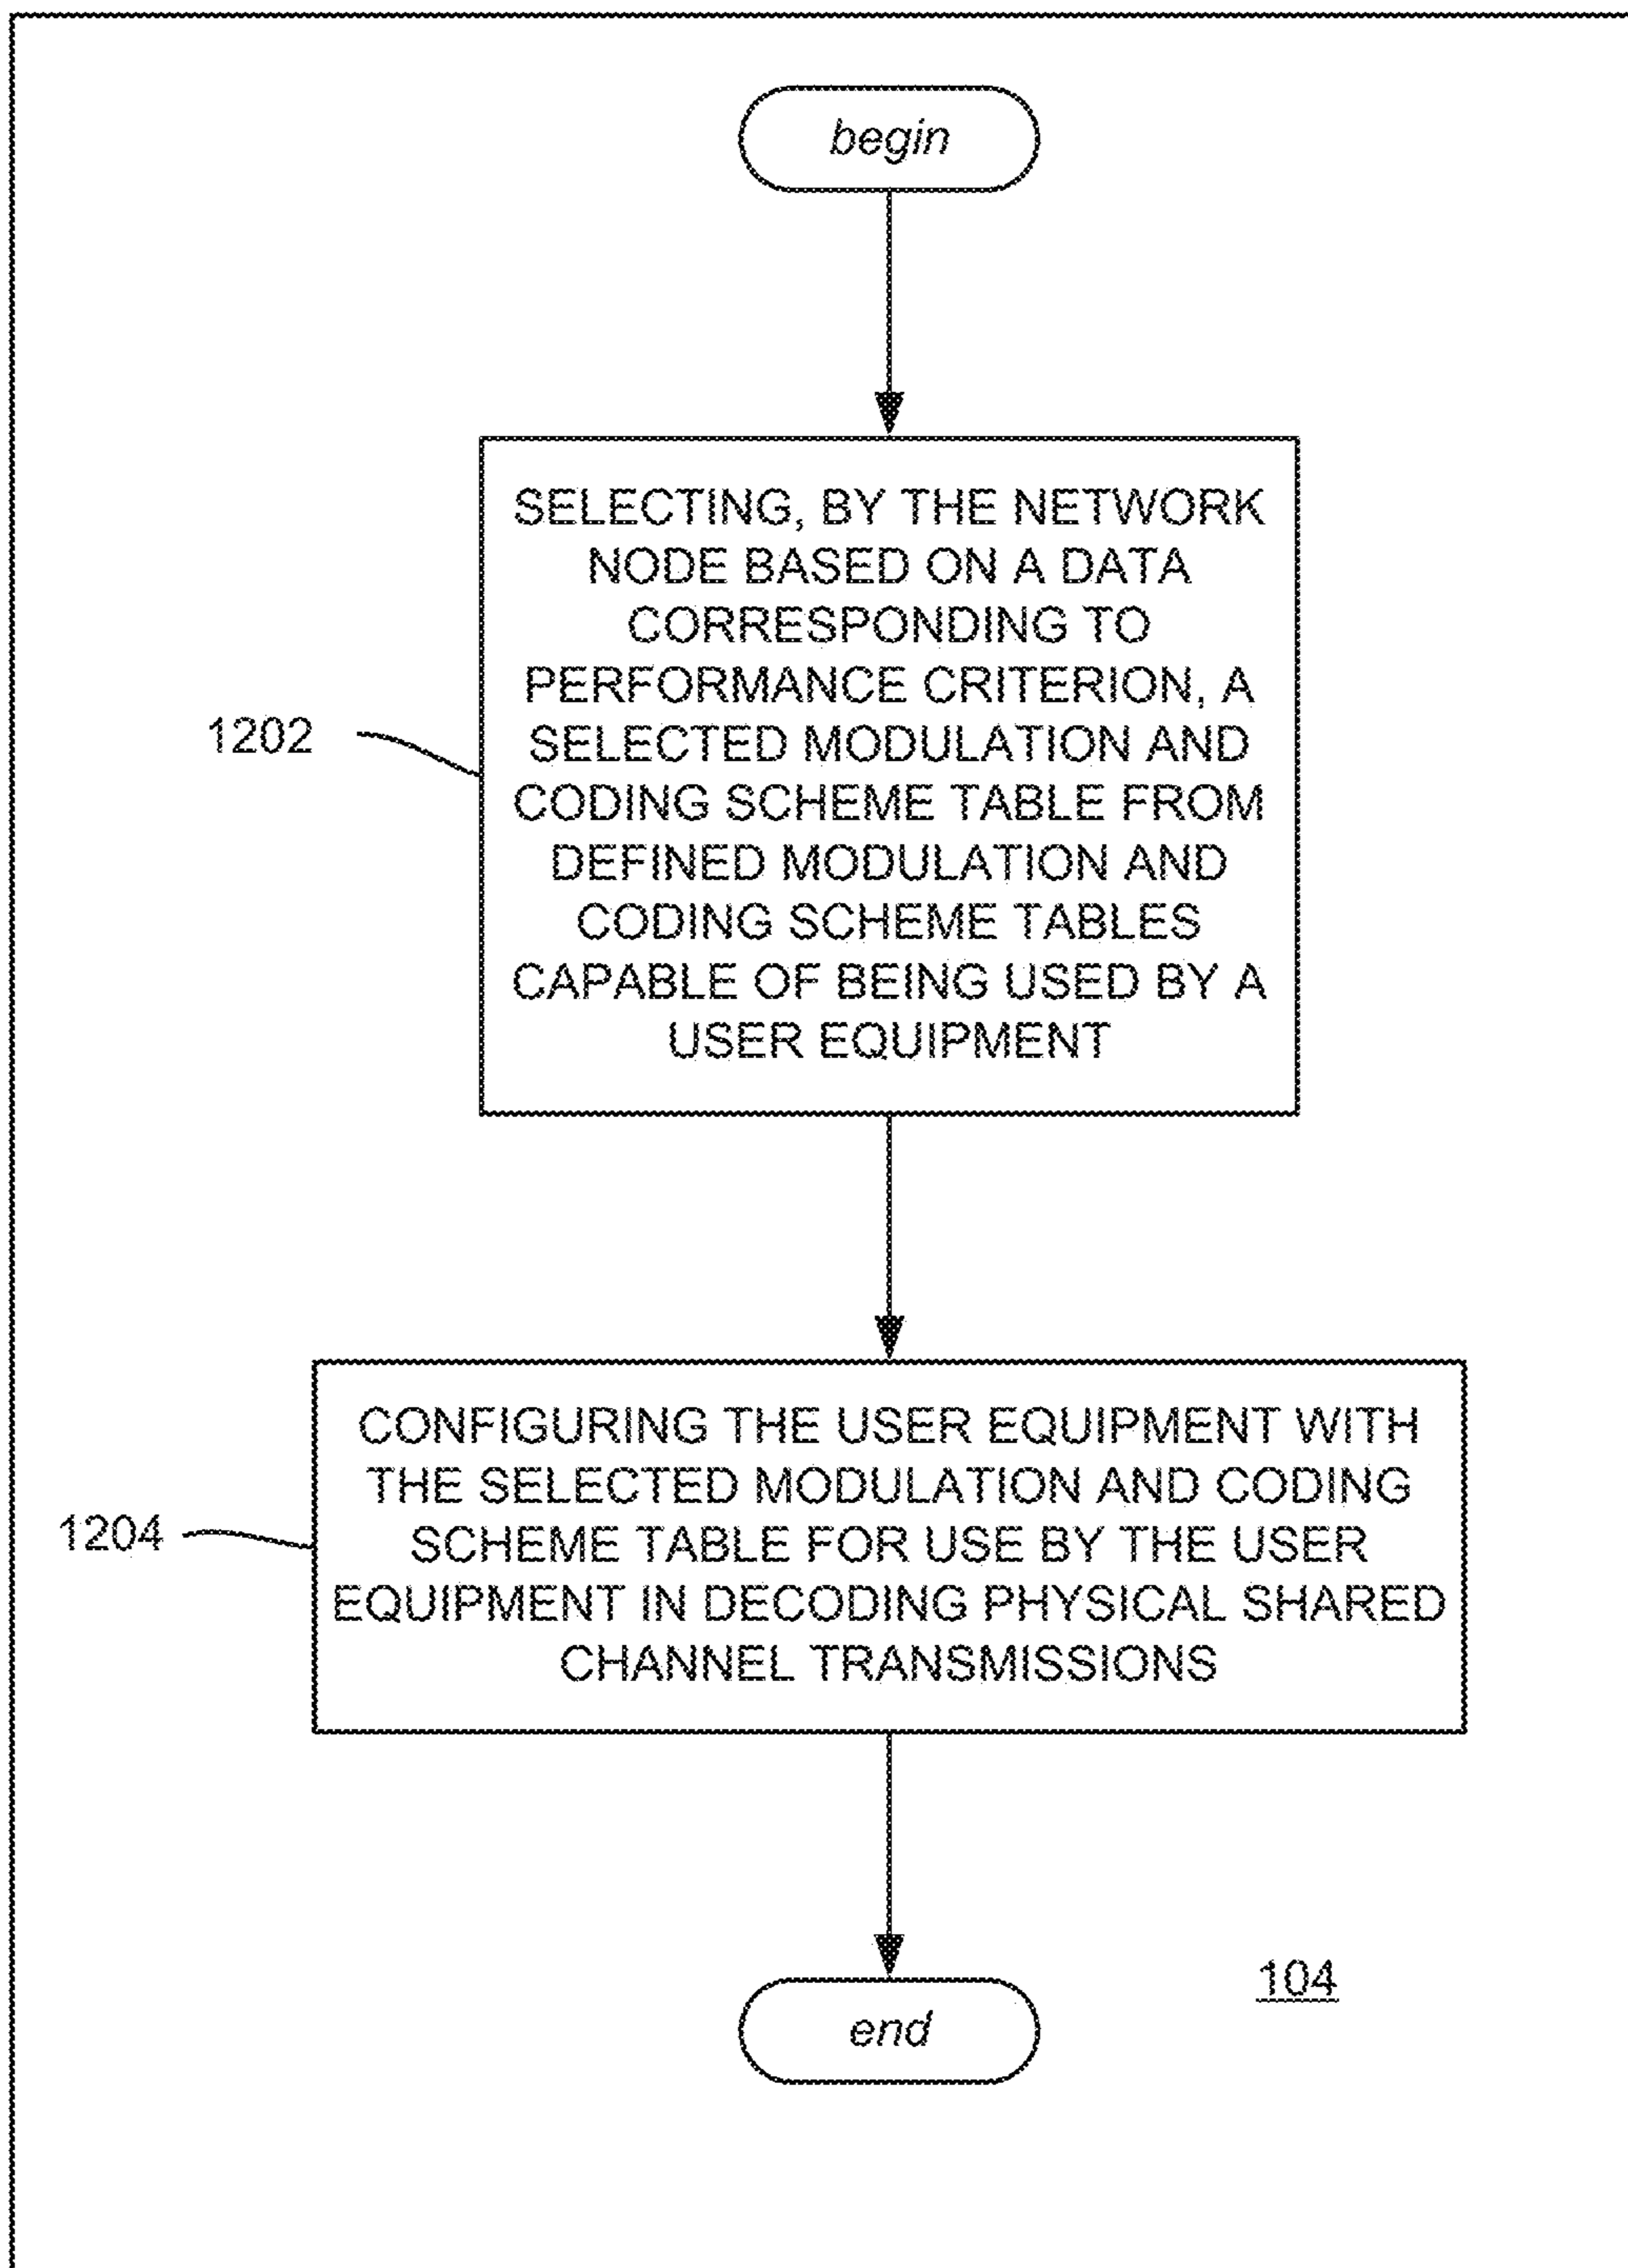 begin
SELECTING, BY THE NETWORK
NODE BASED ON A DATA
CORRESPONDING TO
PERFORMANCE CRITERION, A
SELECTED MODULATION AND
CODING SCHEME TABLE FROM
DEFINED MODULATION AND
CODING SCHEME TABLES
CAPABLE OF BEING USED BY A
USER EQUIPMENT
1202
CONFIGURING THE USER EQUIPMENT WITH
THE SELECTED MODULATION AND CODING
SCHEME TABLE FOR USE BY THE USER
EQUIPMENT IN DECODING PHYSICAL SHARED
CHANNEL TRANSMISSIONS
1204
104
end